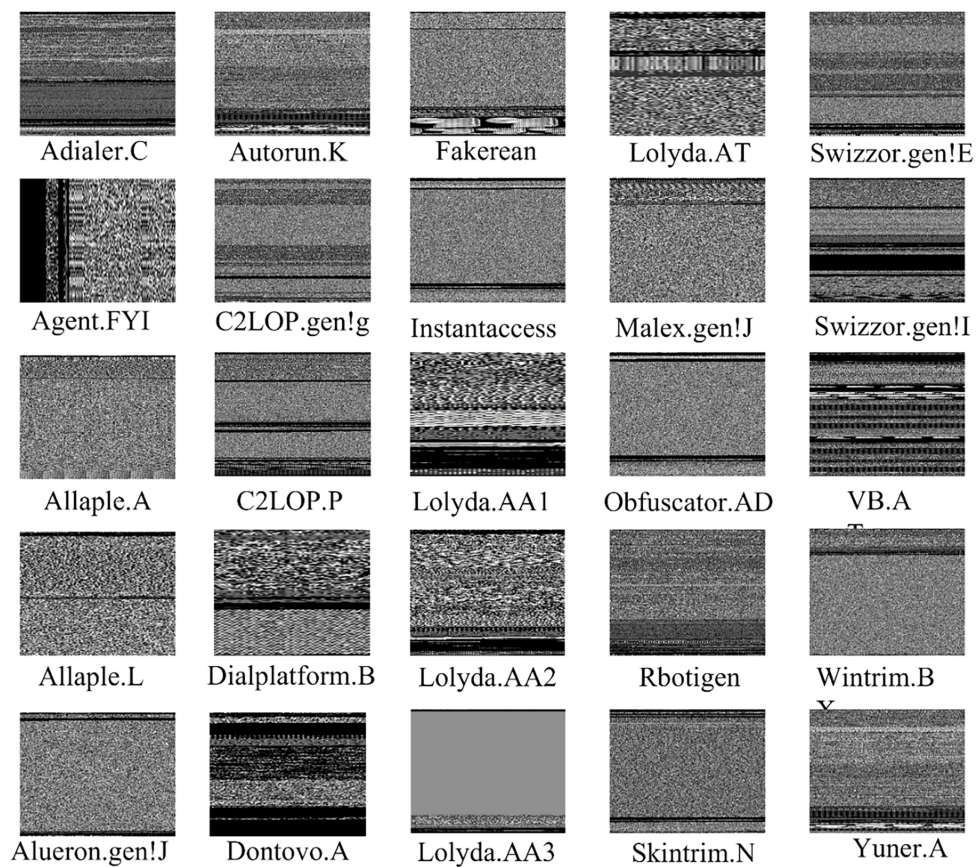 Adialer.C
Autorun.K
Fakerean
Lolyda.AT
Swizzor.gen!E
Agent.FYI
C2LOP.gen!g
Instantaccess
Malex.gen!J
Swizzor.gen!I
Allaple.A
C2LOP.P
Lolyda.AA1
Obfuscator.AD
VB.A
T
Allaple.L
Dialplatform.B
Lolyda.AA2
Rbotigen
Wintrim.B
X
Alueron.gen!J
Dontovo.A
Lolyda.AA3
Skintrim.N
Yuner.A